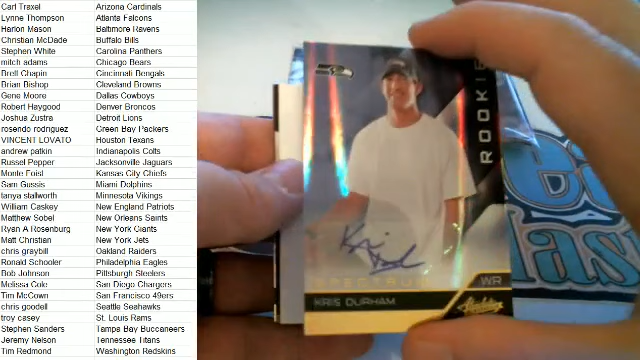 Carl Traxel Arizona Cardinals
Lynne Thompson Atlanta Falcons
Harlon Mason Baltimore Ravens
Christian McDade Buffalo Bills
Stephen White Carolina Panthers
mitch adams Chicago Bears
Brett Chapin Cincinnati Bengals
Brian Bishop Cleveland Browns
Gene Moore Dallas Cowboys
Robert Haygood Denver Broncos
Joshua Zustra Detroit Lions
rosendo rodriguez Green Bay Packers
VINCENT LOVATO Houston Texans
andrew patkin Indianapolis Colts
Russel Pepper Jacksonville Jaguars
Monte Foist Kansas City Chiefs
Sam Gussis Miami Dolphins
tanya stallworth Minnesota Vikings
William Caskey New England Patriots
Matthew Sobel New Orleans Saints
Ryan A Rosenburg New York Giants
Matt Christian New York Jets
chris graybill Oakland Raiders
Ronald Schooler Philadelphia Eagles
Bob Johnson Pittsburgh Steelers
Melissa Cole San Diego Chargers
Tim McCown San Francisco 49ers
chris goodell Seattle Seahawks
troy casey St. Louis Rams
Stephen Sanders Tampa Bay Buccaneers
Jeremy Nelson Tennessee Titans
Tim Redmond Washington Redskins
ROOKIE
SPECTRUM
WR
KRIS DURHAM
Absolute